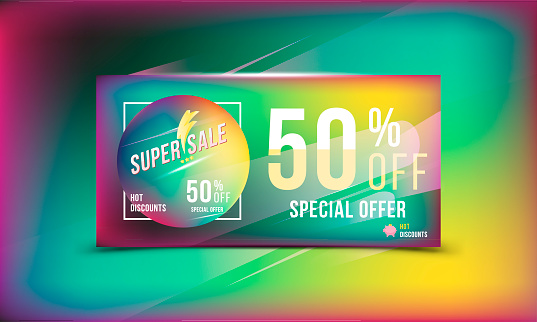 SUPER SALE
HOT
DISCOUNTS
50% OFF
SPECIAL OFFER
50% OFF
SPECIAL OFFER
HOT
DISCOUNTS